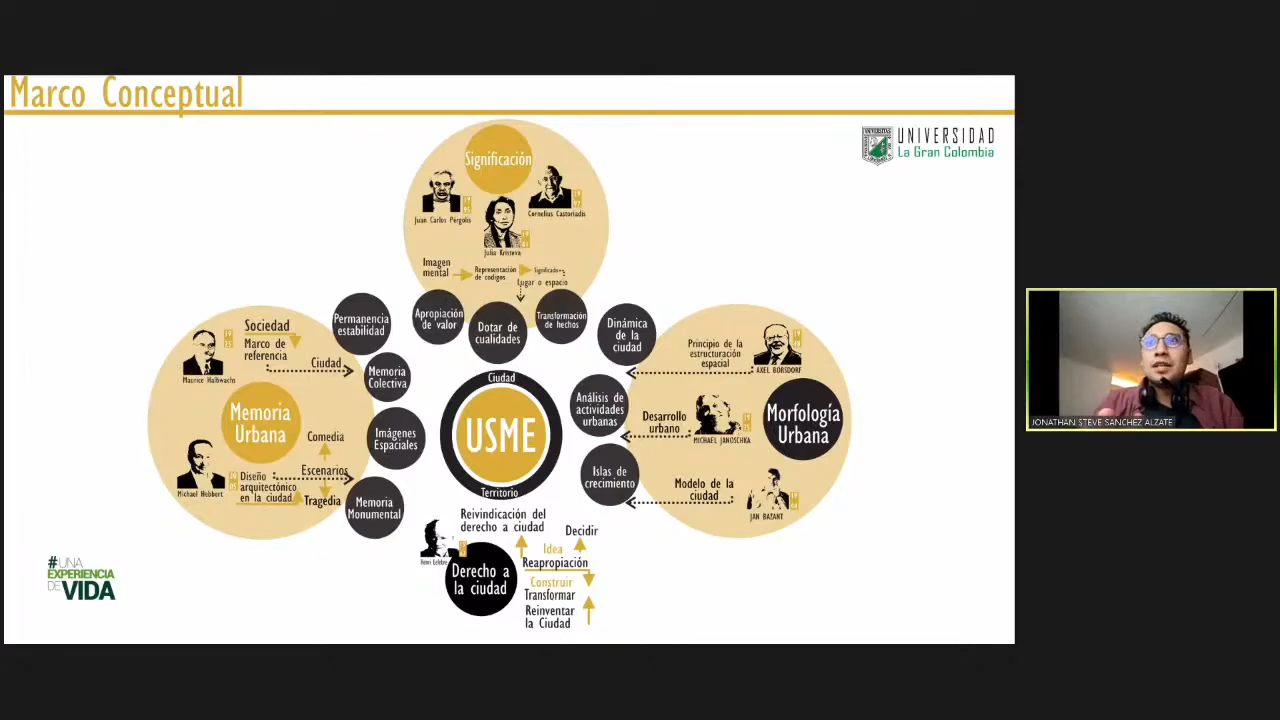 Marco Conceptual
UNIVERSIDAD
La Gran Colombia
Significación
Juan Carlos Pérgolis
Cornelius Castoriadis
Julia Kristeva
Imagen
mental
Representación
de codigos
Significado
Lugar o espacio
Permanencia
estabilidad
Apropiación
de valor
Dotar de
cualidades
Transformación
de hechos
Dinámica
de la
ciudad
Sociedad
Marco de
referencia
Ciudad
Maurice Halbwachs
Memoria
Colectiva
Memoria
Urbana
Imágenes
Espaciales
Comedia
Escenarios
Tragedia
Michael Hebbert
Diseño
arquitectónico
en la ciudad
Memoria
Monumental
Ciudad
USME
Territorio
Principio de la
estructuración
espacial
AXEL BORSDORF
Análisis de
actividades
urbanas
Desarrollo
urbano
MICHAEL JANOSCHKA
Morfología
Urbana
Islas de
crecimiento
Modelo de la
ciudad
JAN BAZANT
Reivindicación del
derecho a ciudad
Decidir
Idea
Reapropiación
Henri Lefebre
Derecho a
la ciudad
Construir
Transformar
Reinventar
la Ciudad
#UNA
EXPERIENCIA
DE VIDA
JONATHAN STEVE SANCHEZ ALZATE